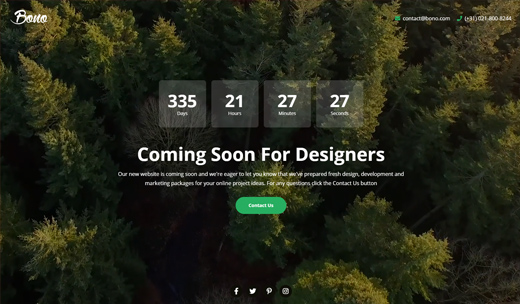 Bono
contact@bono.com
(+31) 021-800-8244
335
Days
21
Hours
27
Minutes
27
Seconds
Coming Soon For Designers
Our new website is coming soon and we're eager to let you know that we've prepared fresh design, development and
marketing packages for your online project ideas. For any questions click the Contact Us button
Contact Us